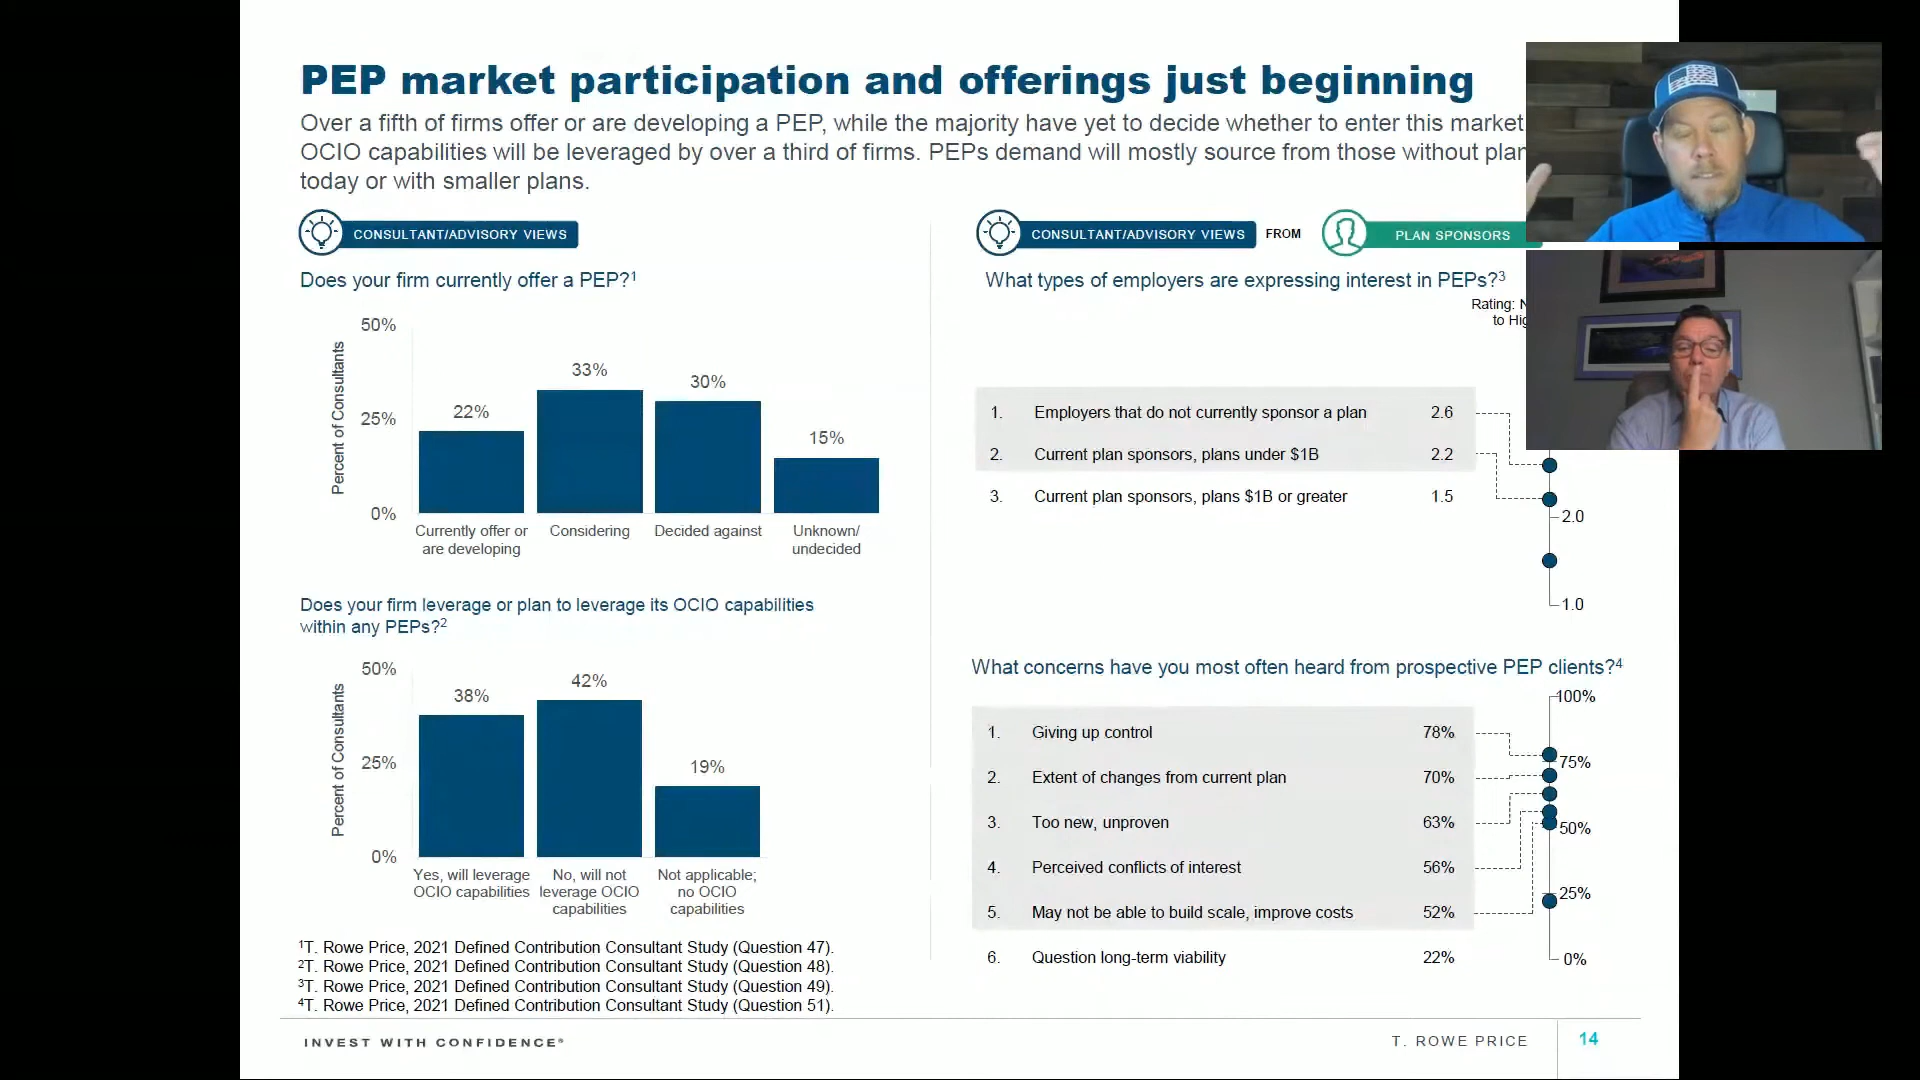 PEP market participation and offerings just beginning
Over a fifth of firms offer or are developing a PEP, while the majority have yet to decide whether to enter this market
OCIO capabilities will be leveraged by over a third of firms. PEPs demand will mostly source from those without plan
today or with smaller plans.
CONSULTANT/ADVISORY VIEWS
Does your firm currently offer a PEP?¹
Percent of Consultants
50%
25%
0%
22%
33%
30%
15%
Currently offer or
are developing
Considering
Decided against
Unknown/
undecided
Does your firm leverage or plan to leverage its OCIO capabilities
within any PEPs?²
Percent of Consultants
50%
25%
0%
38%
42%
19%
Yes, will leverage
OCIO capabilities
No, will not
leverage OCIO
capabilities
Not applicable;
no OCIO
capabilities
¹T. Rowe Price, 2021 Defined Contribution Consultant Study (Question 47).
²T. Rowe Price, 2021 Defined Contribution Consultant Study (Question 48).
³T. Rowe Price, 2021 Defined Contribution Consultant Study (Question 49).
⁴T. Rowe Price, 2021 Defined Contribution Consultant Study (Question 51).
CONSULTANT/ADVISORY VIEWS FROM PLAN SPONSORS
What types of employers are expressing interest in PEPs?³
Rating: N
to Hig
1. Employers that do not currently sponsor a plan 2.6
2. Current plan sponsors, plans under $1B 2.2
3. Current plan sponsors, plans $1B or greater 1.5
2.0
1.0
What concerns have you most often heard from prospective PEP clients?⁴
1. Giving up control 78%
2. Extent of changes from current plan 70%
3. Too new, unproven 63%
4. Perceived conflicts of interest 56%
5. May not be able to build scale, improve costs 52%
6. Question long-term viability 22%
100%
75%
50%
25%
0%
INVEST WITH CONFIDENCE®
T. ROWE PRICE
14